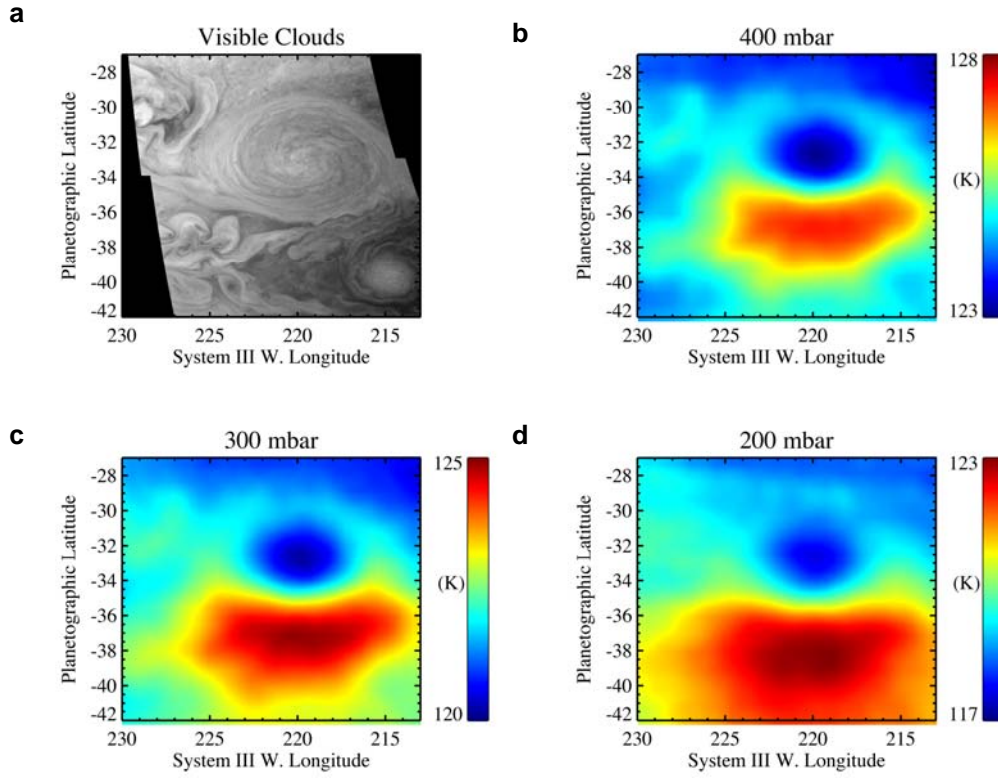 a
Visible Clouds
Planetographic Latitude
-28
-30
-32
-34
-36
-38
-40
-42
230 225 220 215
System III W. Longitude
b
400 mbar
Planetographic Latitude
-28
-30
-32
-34
-36
-38
-40
-42
230 225 220 215
System III W. Longitude
128
(K)
123
c
300 mbar
Planetographic Latitude
-28
-30
-32
-34
-36
-38
-40
-42
230 225 220 215
System III W. Longitude
125
(K)
120
d
200 mbar
Planetographic Latitude
-28
-30
-32
-34
-36
-38
-40
-42
230 225 220 215
System III W. Longitude
123
(K)
117